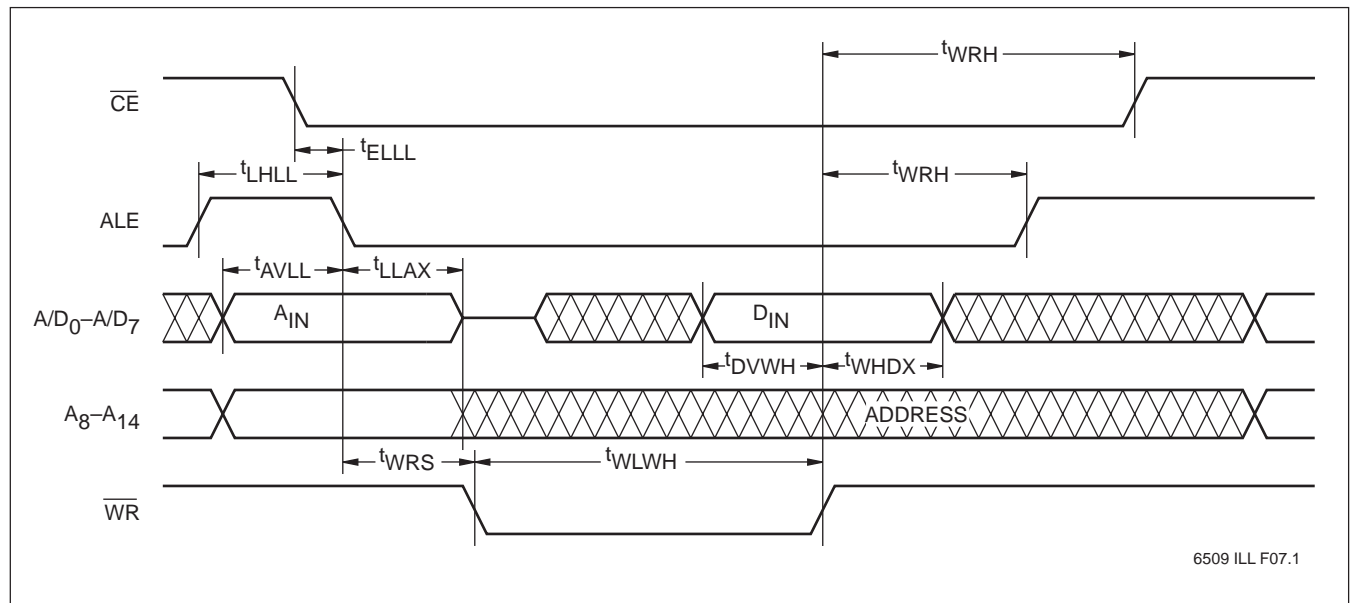 tWRH
CE
tELLL
tLHLL
tWRH
ALE
tAVLL
tLLAX
A/D0–A/D7
AIN
DIN
tDVWH
tWHDX
A8–A14
ADDRESS
tWRS
tWLWH
WR
6509 ILL F07.1